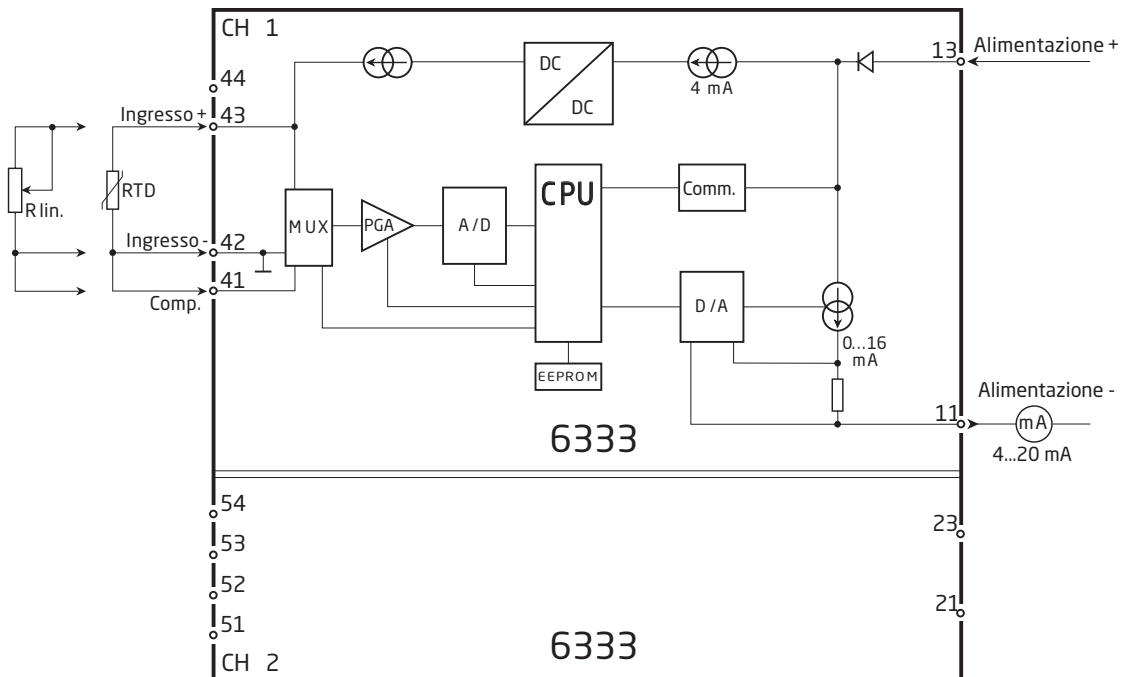 CH 1
13
Alimentazione +
44
DC
DC
4 mA
Ingresso +
43
CPU
Comm.
RTD
R lin.
MUX
PGA
A/D
Ingresso -
42
41
Comp.
D/A
0...16
mA
EEPROM
Alimentazione -
11
mA
4...20 mA
6333
54
53
52
51
23
21
6333
CH 2